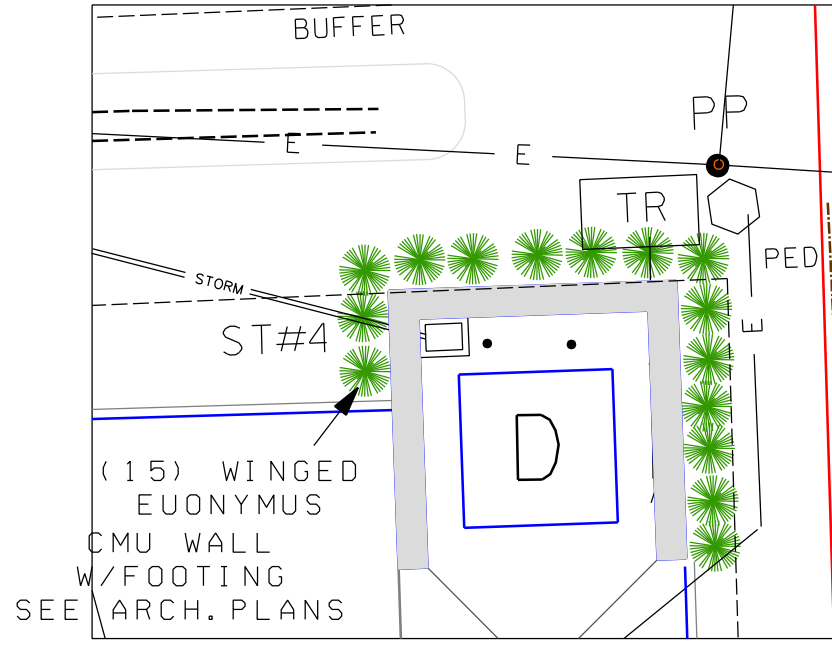 BUFFER
PP
E
E
TR
PED
STORM
ST#4
E
D
(15) WINGED
EUONYMUS
CMU WALL
W/FOOTING
SEE ARCH. PLANS